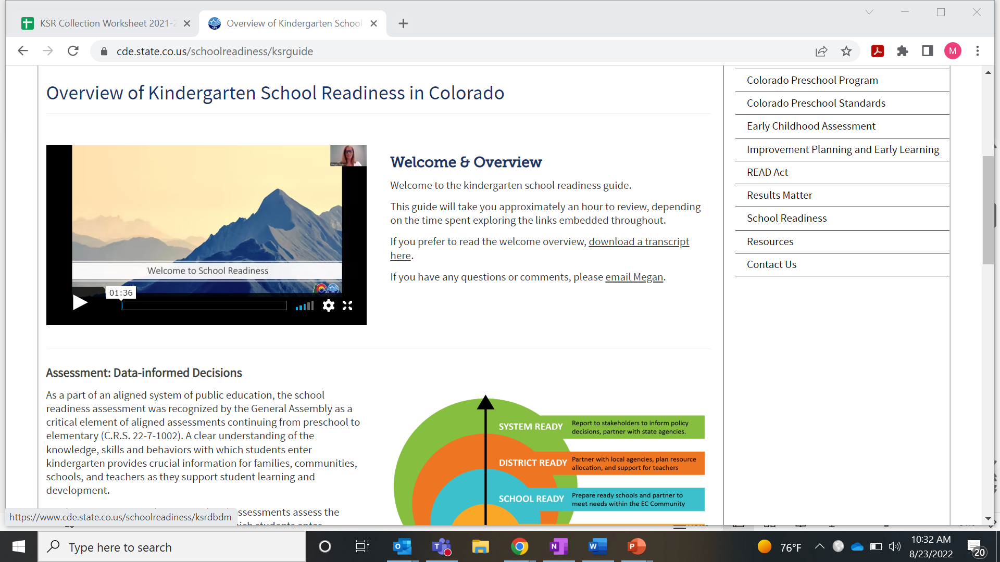 KSR Collection Worksheet 2021-2
Overview of Kindergarten School
cde.state.co.us/schoolreadiness/ksrguide
M
Overview of Kindergarten School Readiness in Colorado
Welcome to School Readiness
01:36
Welcome & Overview
Welcome to the kindergarten school readiness guide.
This guide will take you approximately an hour to review, depending
on the time spent exploring the links embedded throughout.
If you prefer to read the welcome overview, download a transcript
here.
If you have any questions or comments, please email Megan.
Colorado Preschool Program
Colorado Preschool Standards
Early Childhood Assessment
Improvement Planning and Early Learning
READ Act
Results Matter
School Readiness
Resources
Contact Us
Assessment: Data-informed Decisions
As a part of an aligned system of public education, the school
readiness assessment was recognized by the General Assembly as a
critical element of aligned assessments continuing from preschool to
elementary (C.R.S. 22-7-1002). A clear understanding of the
knowledge, skills and behaviors with which students enter
kindergarten provides crucial information for families, communities,
schools, and teachers as they support student learning and
development.
ssessments assess the
SYSTEM READY
Report to stakeholders to inform policy
decisions, partner with state agencies.
DISTRICT READY
Partner with local agencies, plan resource
allocation, and support for teachers
SCHOOL READY
Prepare ready schools and partner to
meet needs within the EC Community
https://www.cde.state.co.us/schoolreadiness/ksrdbdm
Type here to search
76°F
10:32 AM
8/23/2022
20